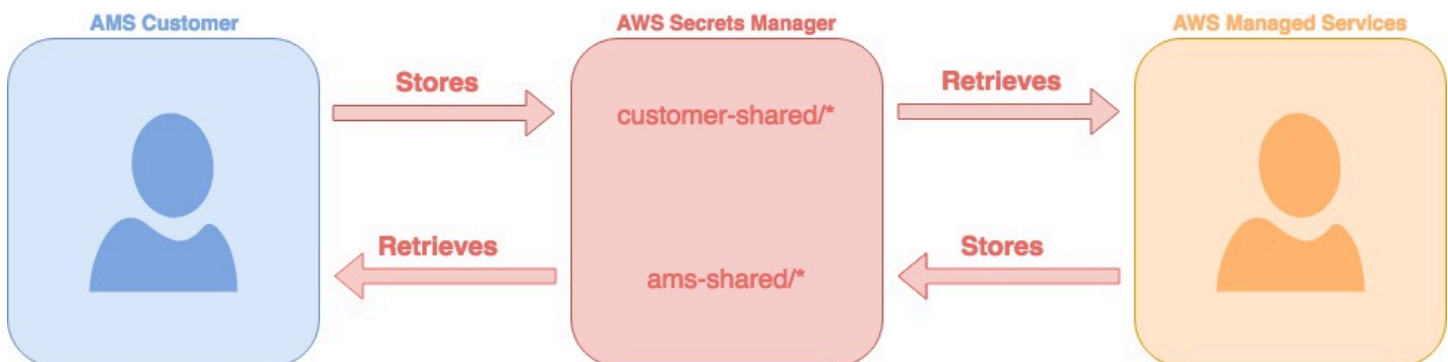 AMS Customer
AWS Secrets Manager
AWS Managed Services
Stores
Retrieves
customer-shared/*
Retrieves
Stores
ams-shared/*